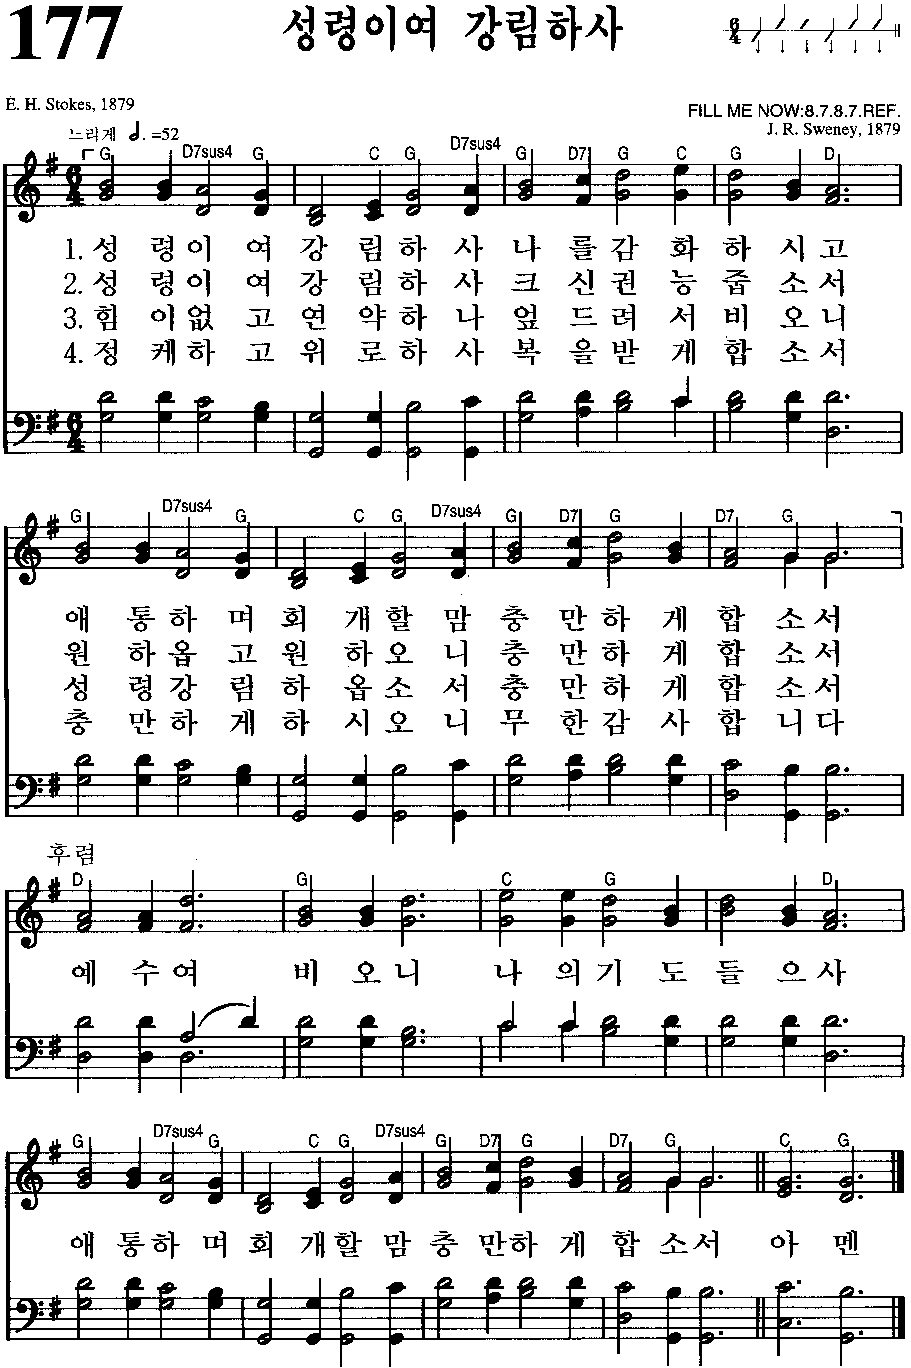 177 성령이여 강림하사 6/4
E. H. Stokes, 1879
FILL ME NOW:8.7.8.7.REF.
느리게 𝅗𝅥. =52
J. R. Sweney, 1879
G D7sus4 G C G D7sus4 G D7 G C G D
6/4
1. 성 령이 여 강 림하 사 나 를감 화 하 시 고
2. 성 령이 여 강 림하 사 크 신권 능 줍 소 서
3. 힘 이없 고 연 약하 나 엎 드려 서 비 오 니
4. 정 케하 고 위 로하 사 복 을받 게 합 소 서
6/4
G D7sus4 G C G D7sus4 G D7 G D7 G
애 통하 며 회 개할 맘 충 만하 게 합 소 서
원 하옵 고 원 하오 니 충 만하 게 합 소 서
성 령강 림 하 옵소 서 충 만하 게 합 소 서
충 만하 게 하 시오 니 무 한감 사 합 니 다
후렴
D G C G D
예 수 여 비 오 니 나 의기 도 들 으 사
G D7sus4 G C G D7sus4 G D7 G D7 G C G
애 통하 며 회 개할 맘 충 만하 게 합 소 서 아 멘